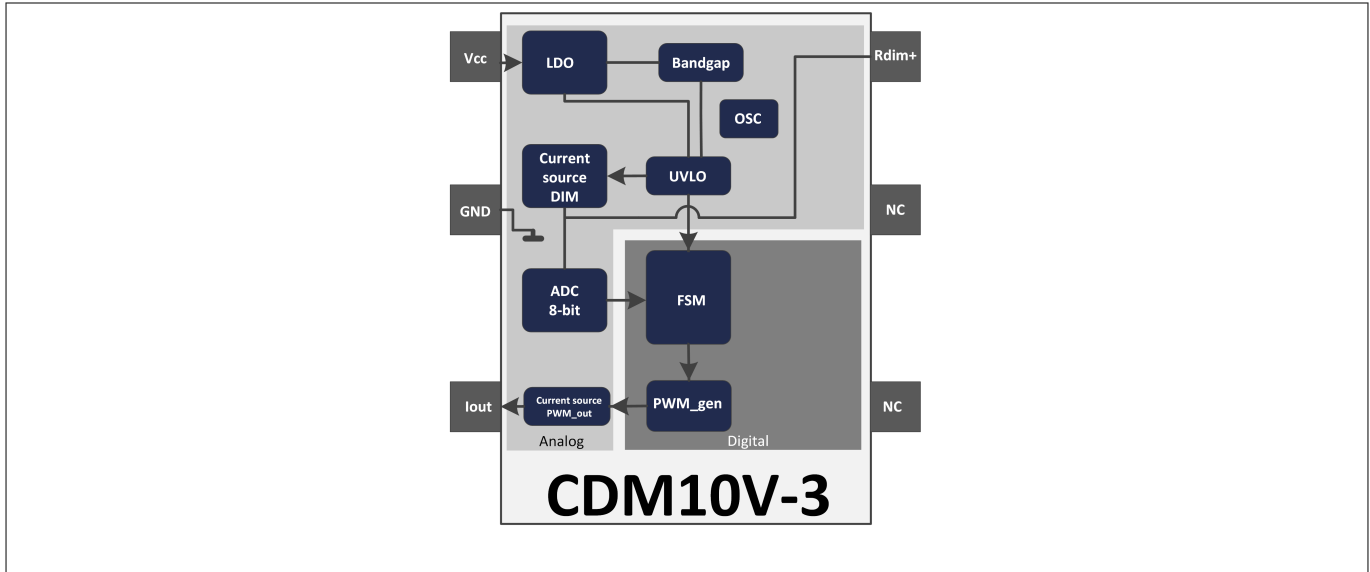 Vcc
LDO
Bandgap
Rdim+
OSC
Current
source
DIM
UVLO
GND
NC
ADC
8-bit
FSM
Iout
Current source
PWM_out
PWM_gen
NC
Analog
Digital
CDM10V-3